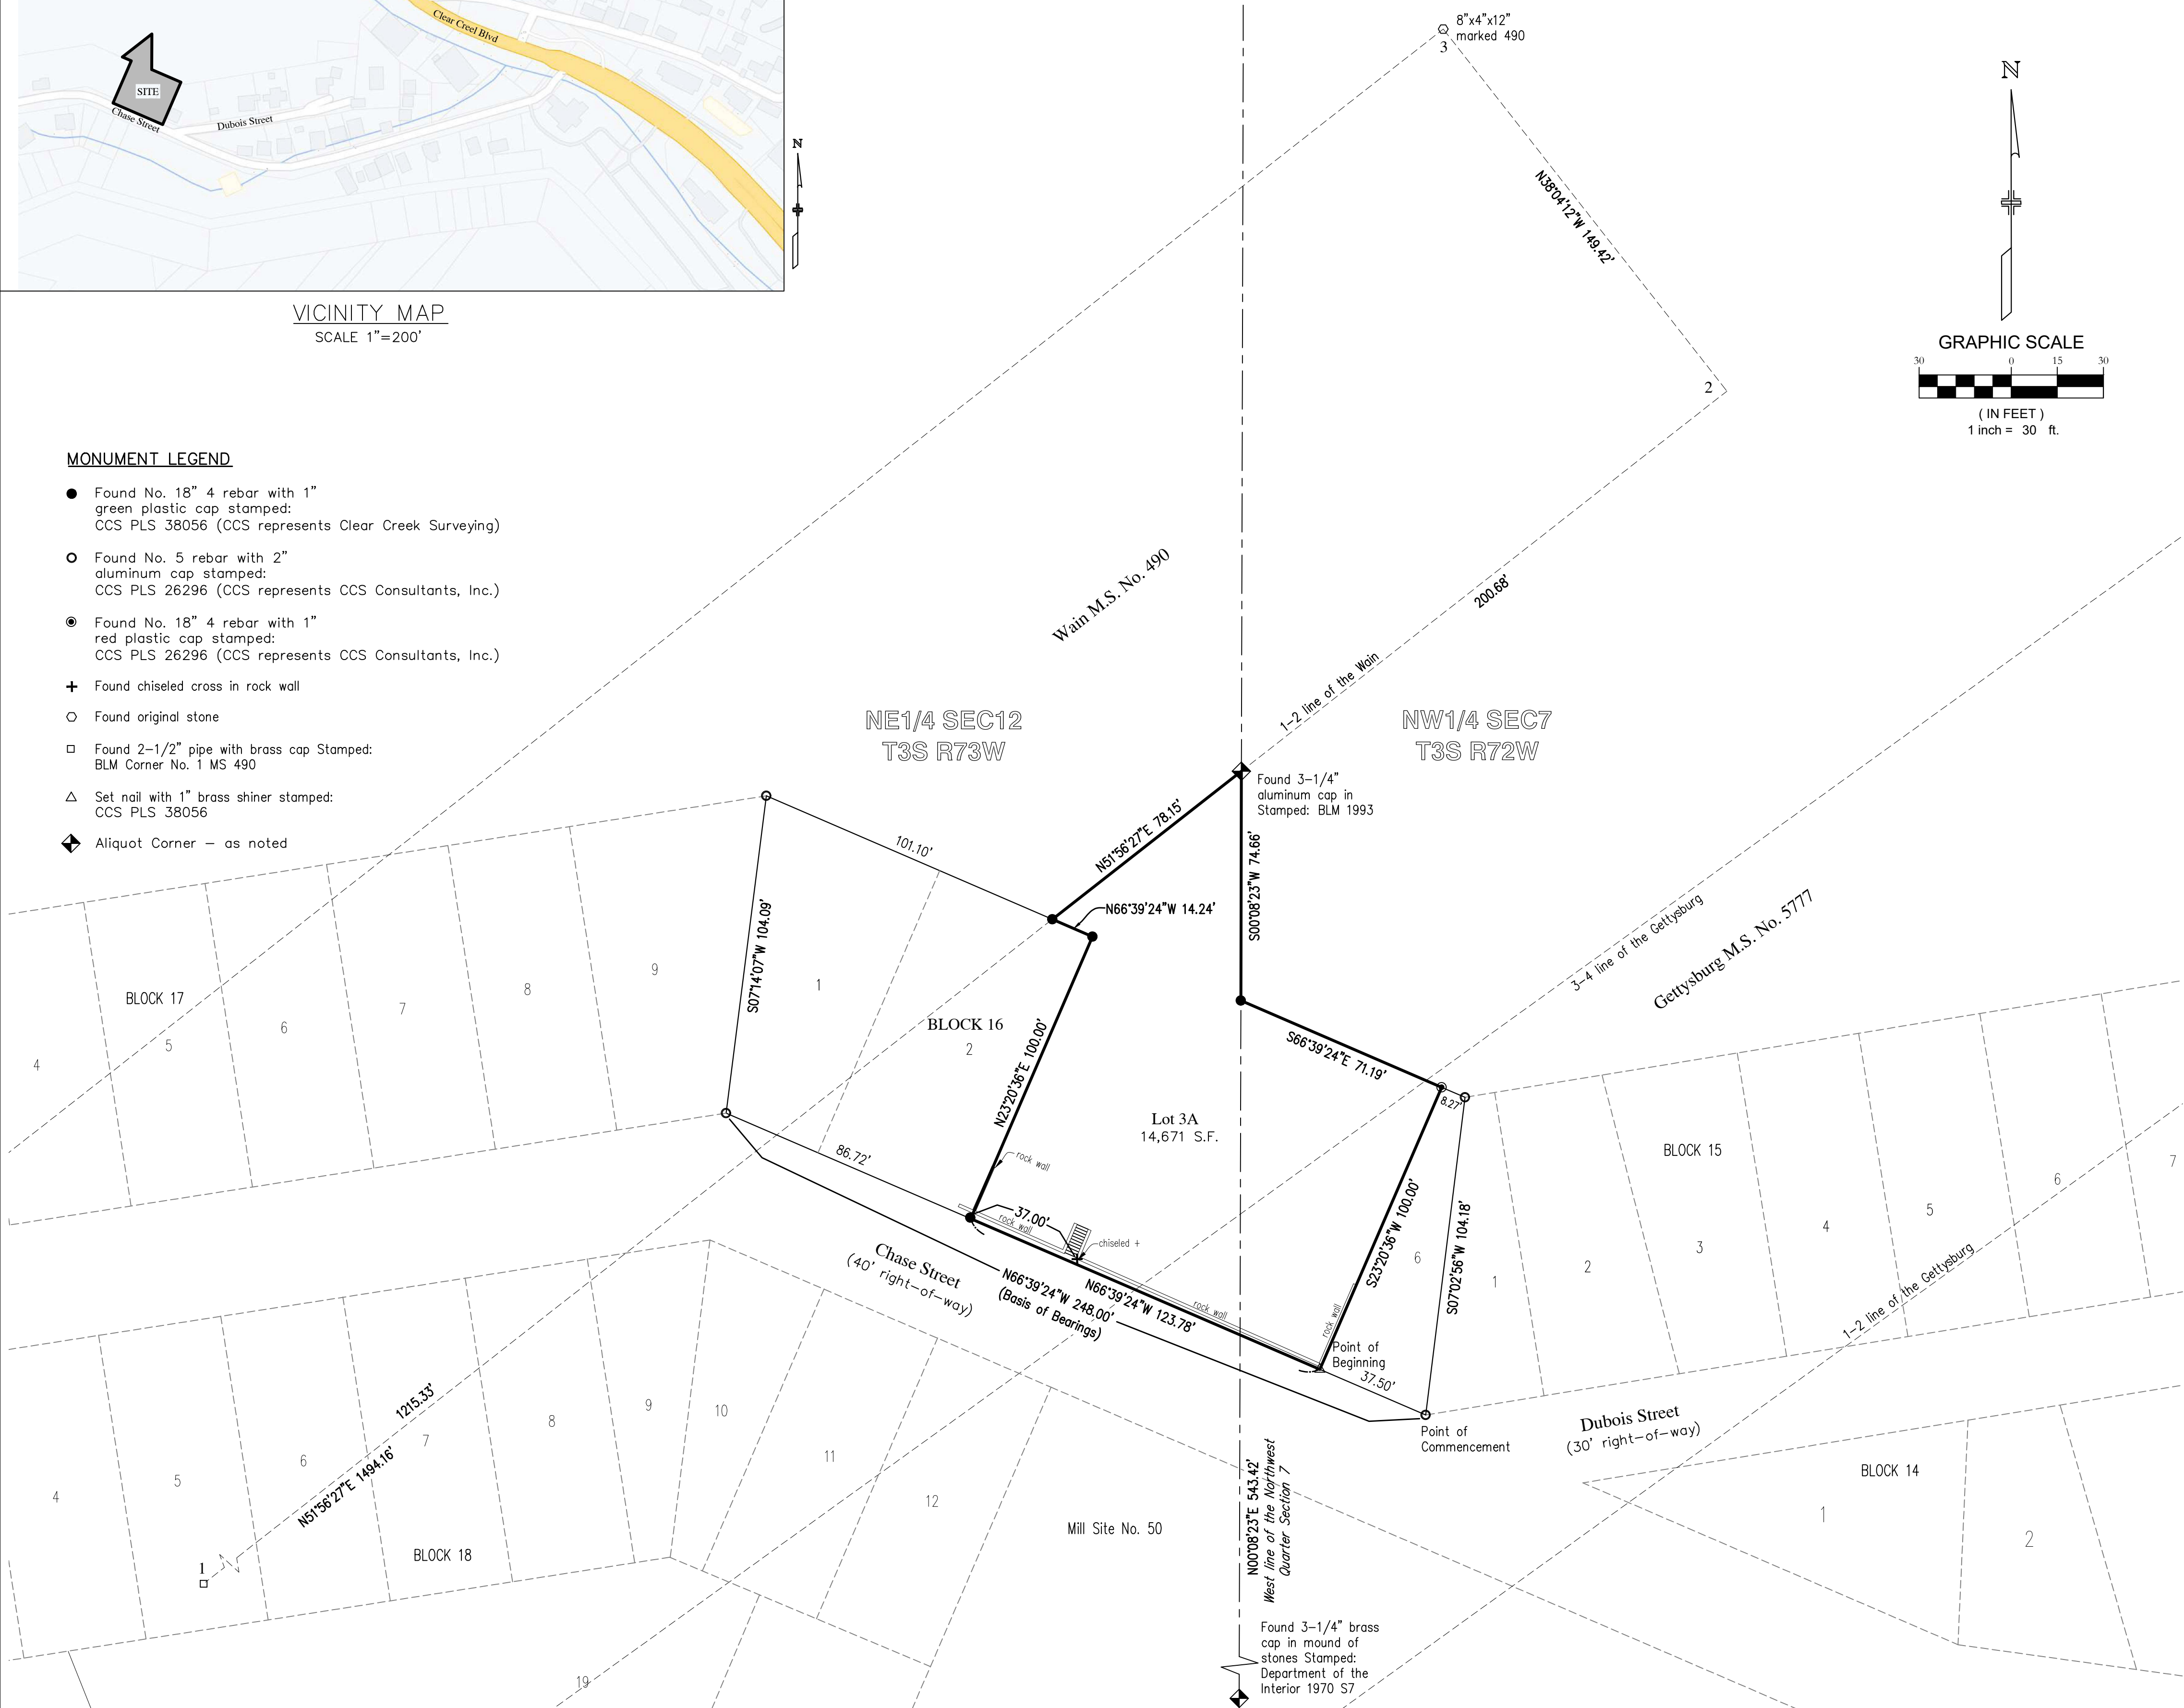 Clear Creel Blvd
SITE
Chase Street
Dubois Street
N
VICINITY MAP
SCALE 1"=200'
8"x4"x12"
marked 490
3
N38°04'12"W 149.42'
2
N
GRAPHIC SCALE
30 0 15 30
( IN FEET )
1 inch = 30 ft.
MONUMENT LEGEND
Found No. 18" 4 rebar with 1"
green plastic cap stamped:
CCS PLS 38056 (CCS represents Clear Creek Surveying)
Found No. 5 rebar with 2"
aluminum cap stamped:
CCS PLS 26296 (CCS represents CCS Consultants, Inc.)
Found No. 18" 4 rebar with 1"
red plastic cap stamped:
CCS PLS 26296 (CCS represents CCS Consultants, Inc.)
Found chiseled cross in rock wall
Found original stone
Found 2-1/2" pipe with brass cap Stamped:
BLM Corner No. 1 MS 490
Set nail with 1" brass shiner stamped:
CCS PLS 38056
Aliquot Corner – as noted
Wain M.S. No. 490
200.68'
1-2 line of the Wain
NE1/4 SEC12
T3S R73W
NW1/4 SEC7
T3S R72W
Found 3-1/4"
aluminum cap in
Stamped: BLM 1993
N51°56'27"E 78.15'
101.10'
N66°39'24"W 14.24'
S00°08'23"W 74.66'
S07°14'07"W 104.09'
3-4 line of the Gettysburg
Gettysburg M.S. No. 5777
BLOCK 17
4
5
6
7
8
9
1
BLOCK 16
2
N23°20'36"E 100.00'
S66°39'24"E 71.19'
8.27'
Lot 3A
14,671 S.F.
86.72'
rock wall
37.00'
rock wall
chiseled +
rock wall
rock wall
S23°20'36"W 100.00'
6
S07°02'56"W 104.18'
BLOCK 15
1
2
3
4
5
6
7
1-2 line of the Gettysburg
Chase Street
(40' right-of-way)
N66°39'24"W 248.00'
(Basis of Bearings)
N66°39'24"W 123.78'
Point of
Beginning
37.50'
Point of
Commencement
Dubois Street
(30' right-of-way)
BLOCK 14
1
2
1215.33'
N51°56'27"E 1494.16'
1
4
5
6
7
8
9
10
11
12
BLOCK 18
19
Mill Site No. 50
N00°08'23"E 543.42'
West line of the Northwest
Quarter Section 7
Found 3-1/4" brass
cap in mound of
stones Stamped:
Department of the
Interior 1970 S7